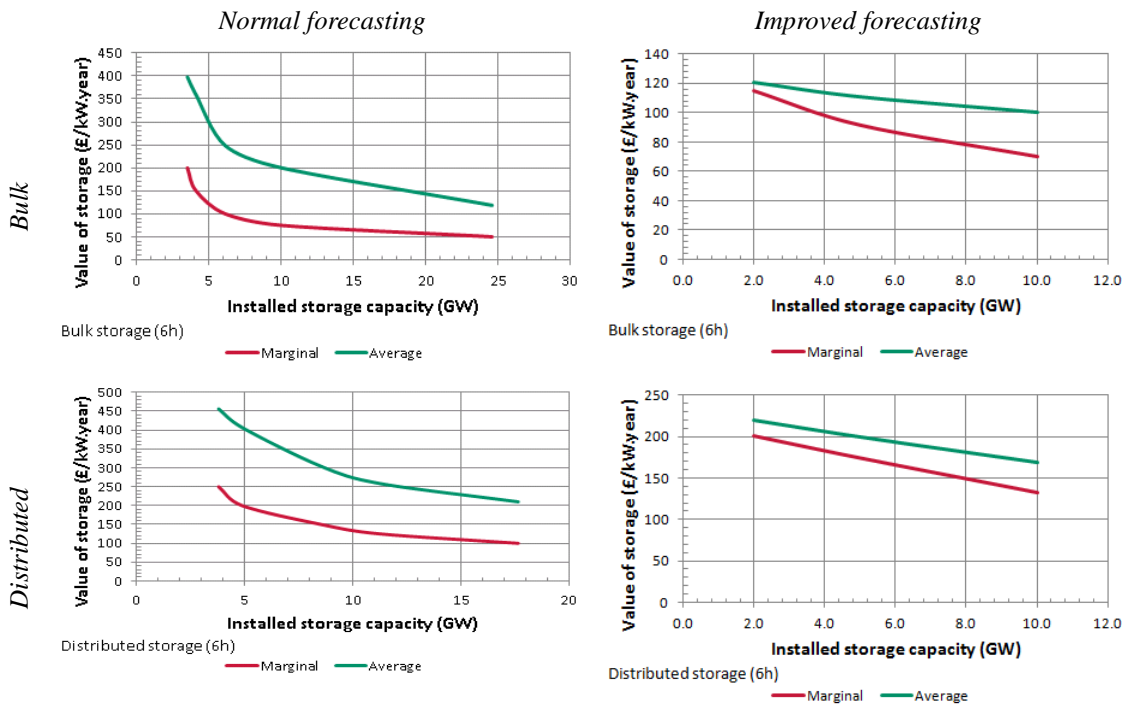 Normal forecasting
Improved forecasting
Bulk
Value of storage (£/kW.year)
450
400
350
300
250
200
150
100
50
0
0 5 10 15 20 25 30
Installed storage capacity (GW)
Bulk storage (6h)
Marginal Average
Value of storage (£/kW.year)
140
120
100
80
60
40
20
0
0.0 2.0 4.0 6.0 8.0 10.0 12.0
Installed storage capacity (GW)
Bulk storage (6h)
Marginal Average
Distributed
Value of storage (£/kW.year)
500
450
400
350
300
250
200
150
100
50
0
0 5 10 15 20
Installed storage capacity (GW)
Distributed storage (6h)
Marginal Average
Value of storage (£/kW.year)
250
200
150
100
50
0
0.0 2.0 4.0 6.0 8.0 10.0 12.0
Installed storage capacity (GW)
Distributed storage (6h)
Marginal Average